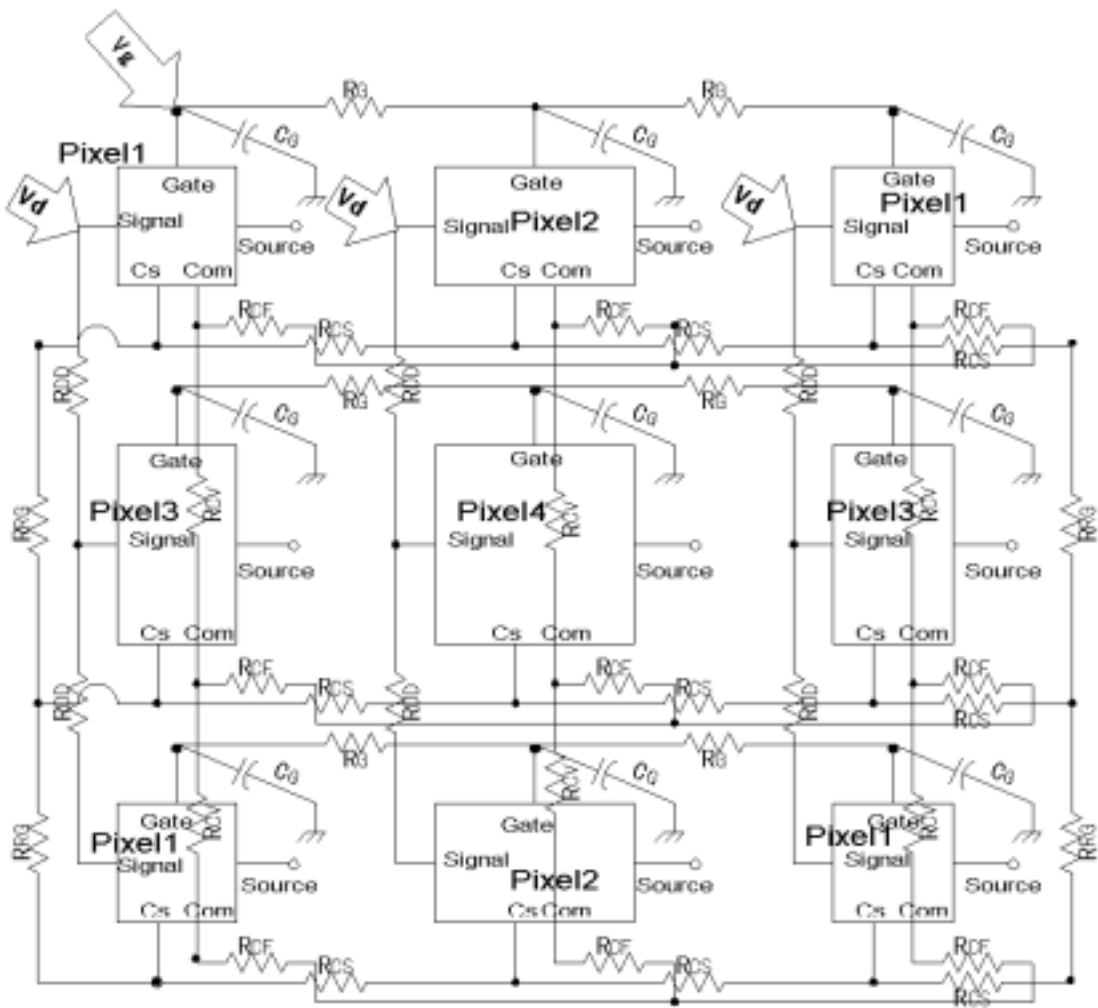 Vg
RG RG
CG CG CG
Pixel1
Gate Gate Gate
Vd Vd Vd
Signal Signal Pixel2 Signal Pixel1
Source Source Source
Cs Com Cs Com Cs Com
RCF RCF RCF
RCS RCS RCS
RDD RDD RDD
RG RG
CG CG CG
Gate Gate Gate
RRG Pixel3 RCV Pixel4 RCV Pixel3 RCV RRG
Signal Signal Signal
Source Source Source
Cs Com Cs Com Cs Com
RCF RCF RCF
RDD RCS RDD RCS RDD RCS
RG RG
CG CG CG
RCV
Gate RCV Gate Gate RCV
RRG Pixel1 Pixel1 RRG
Signal Signal Signal
Pixel2
Source Source Source
Cs Com Cs Com Cs Com
RCF RCF RCF
RCS RCS RCS